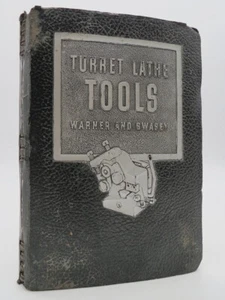 TURRET LATHE
TOOLS
WARNER AND SWASEY